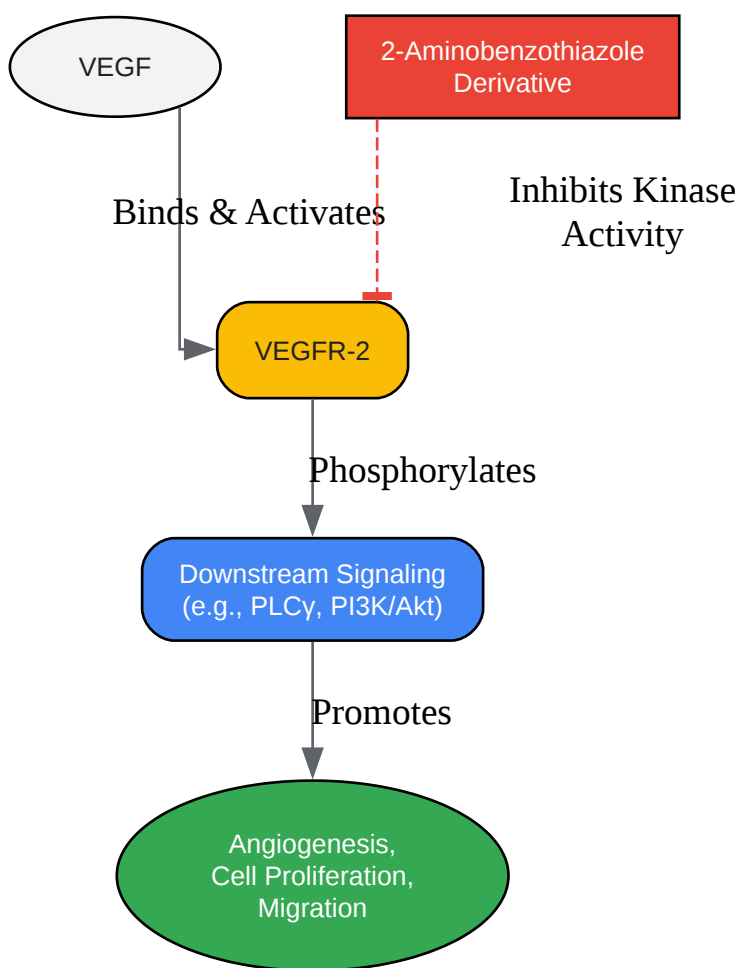 VEGF
2-Aminobenzothiazole
Derivative
Binds & Activates
Inhibits Kinase
Activity
VEGFR-2
Phosphorylates
Downstream Signaling
(e.g., PLCγ, PI3K/Akt)
Promotes
Angiogenesis,
Cell Proliferation,
Migration